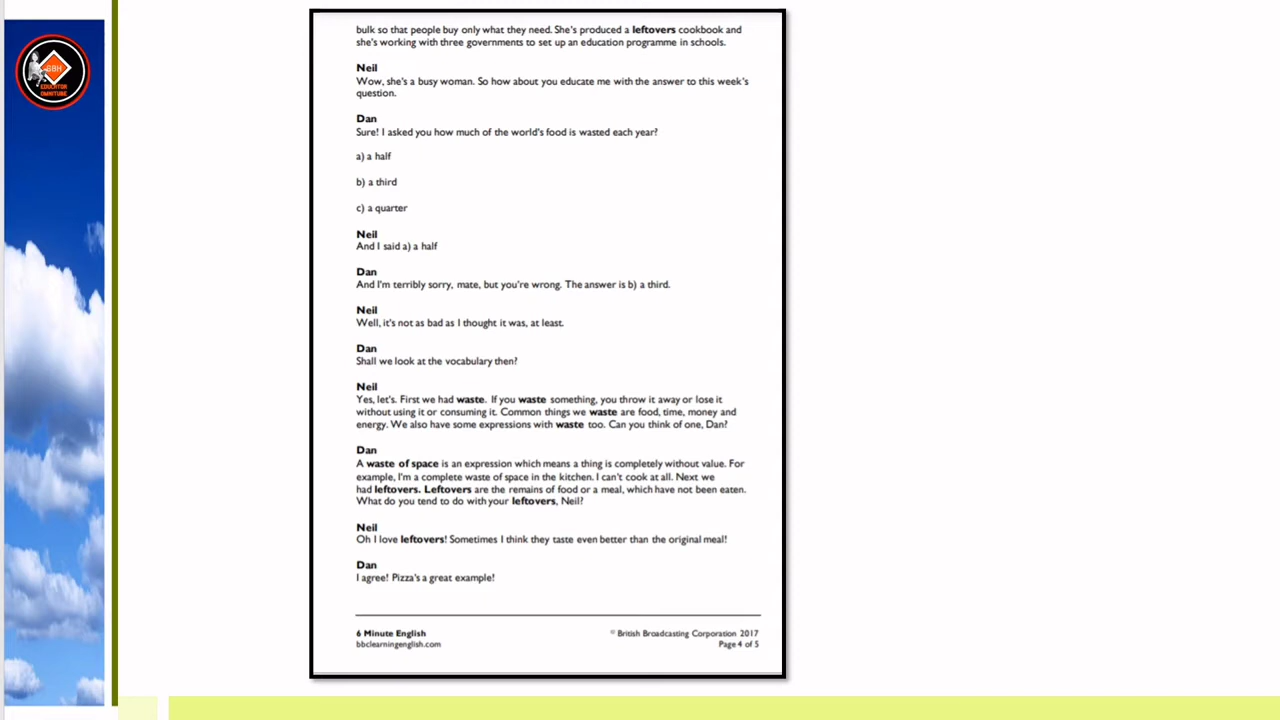 bulk so that people buy only what they need. She's produced a leftovers cookbook and
she's working with three governments to set up an education programme in schools.
Neil
Wow, she's a busy woman. So how about you educate me with the answer to this week's
question.
Dan
Sure! I asked you how much of the world's food is wasted each year?
a) a half
b) a third
c) a quarter
Neil
And I said a) a half
Dan
And I'm terribly sorry, mate, but you're wrong. The answer is b) a third.
Neil
Well, it's not as bad as I thought it was, at least.
Dan
Shall we look at the vocabulary then?
Neil
Yes, let's. First we had waste. If you waste something, you throw it away or lose it
without using it or consuming it. Common things we waste are food, time, money and
energy. We also have some expressions with waste too. Can you think of one, Dan?
Dan
A waste of space is an expression which means a thing is completely without value. For
example, I'm a complete waste of space in the kitchen. I can't cook at all. Next we
had leftovers. Leftovers are the remains of food or a meal, which have not been eaten.
What do you tend to do with your leftovers, Neil?
Neil
Oh I love leftovers! Sometimes I think they taste even better than the original meal!
Dan
I agree! Pizza's a great example!
6 Minute English
bbclearningenglish.com
© British Broadcasting Corporation 2017
Page 4 of 5
EDUCATOR
OMNITUBE